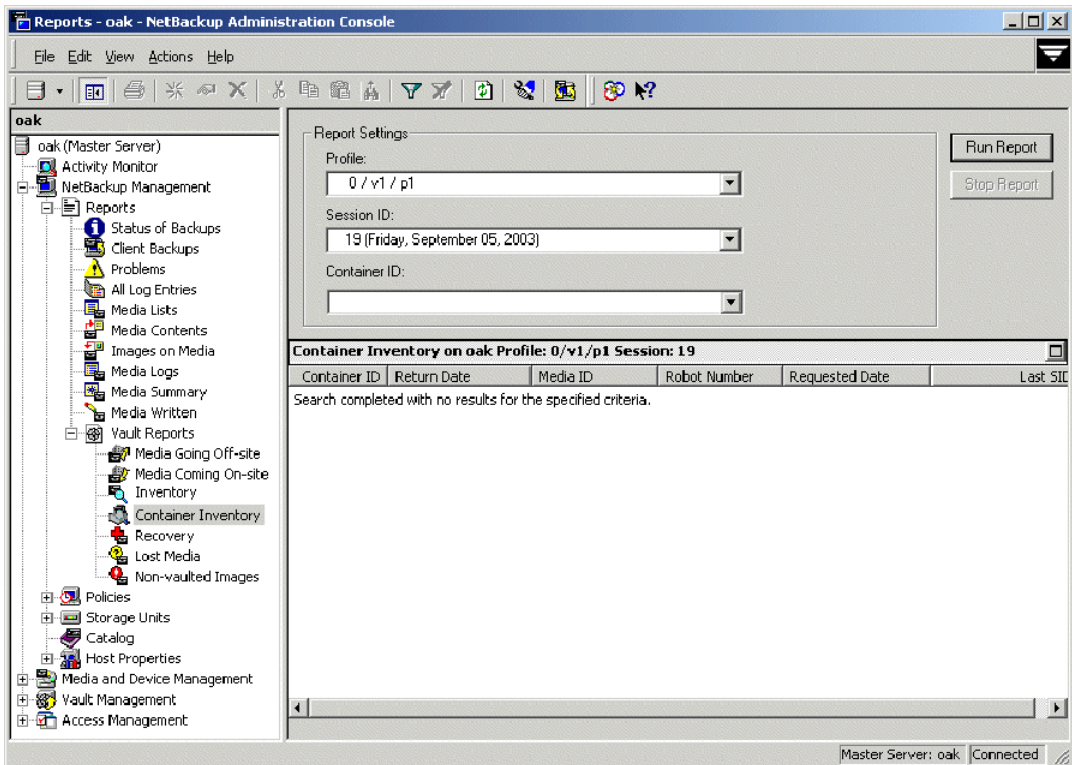 Reports - oak - NetBackup Administration Console
File Edit View Actions Help
oak
oak (Master Server)
Activity Monitor
NetBackup Management
Reports
Status of Backups
Client Backups
Problems
All Log Entries
Media Lists
Media Contents
Images on Media
Media Logs
Media Summary
Media Written
Vault Reports
Media Going Off-site
Media Coming On-site
Inventory
Container Inventory
Recovery
Lost Media
Non-vaulted Images
Policies
Storage Units
Catalog
Host Properties
Media and Device Management
Vault Management
Access Management
Report Settings
Profile:
0 / v1 / p1
Session ID:
19 (Friday, September 05, 2003)
Container ID:
Run Report
Stop Report
Container Inventory on oak Profile: 0/v1/p1 Session: 19
Container ID Return Date Media ID Robot Number Requested Date Last SID
Search completed with no results for the specified criteria.
Master Server: oak Connected